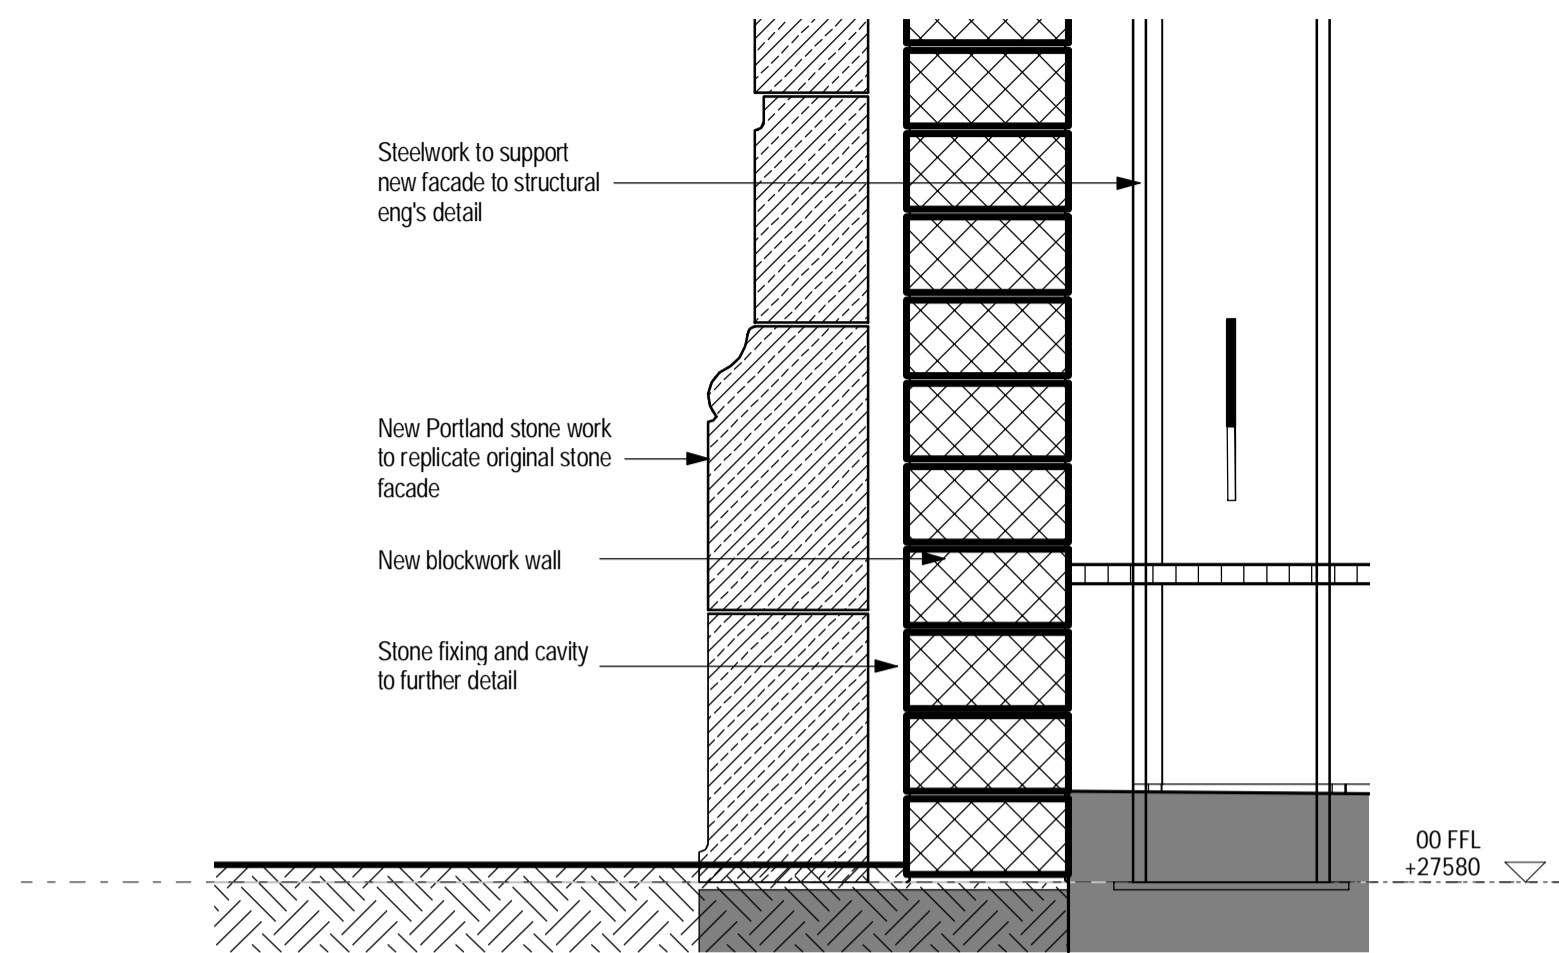 Steelwork to support
new facade to structural
eng's detail
New Portland stone work
to replicate original stone
facade
New blockwork wall
Stone fixing and cavity
to further detail
00 FFL
+27580